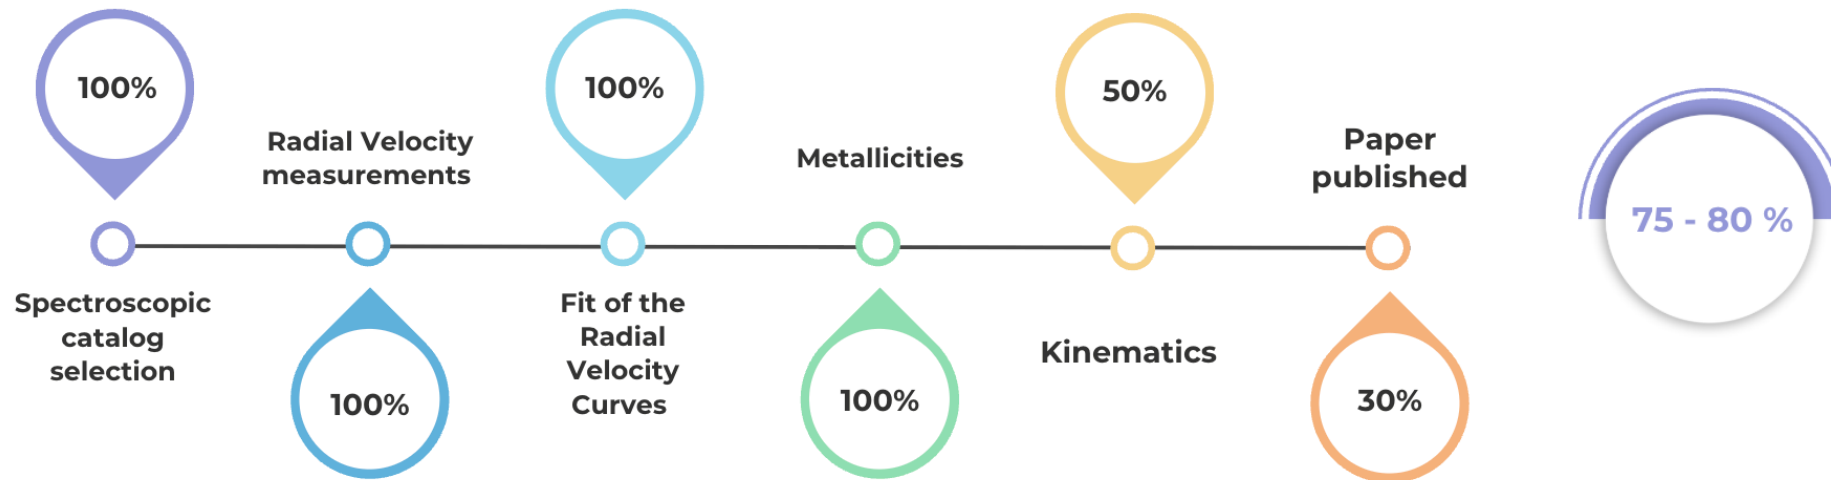 100%
Spectroscopic
catalog
selection
Radial Velocity
measurements
100%
100%
Fit of the
Radial
Velocity
Curves
Metallicities
100%
50%
Kinematics
Paper
published
30%
75 - 80 %